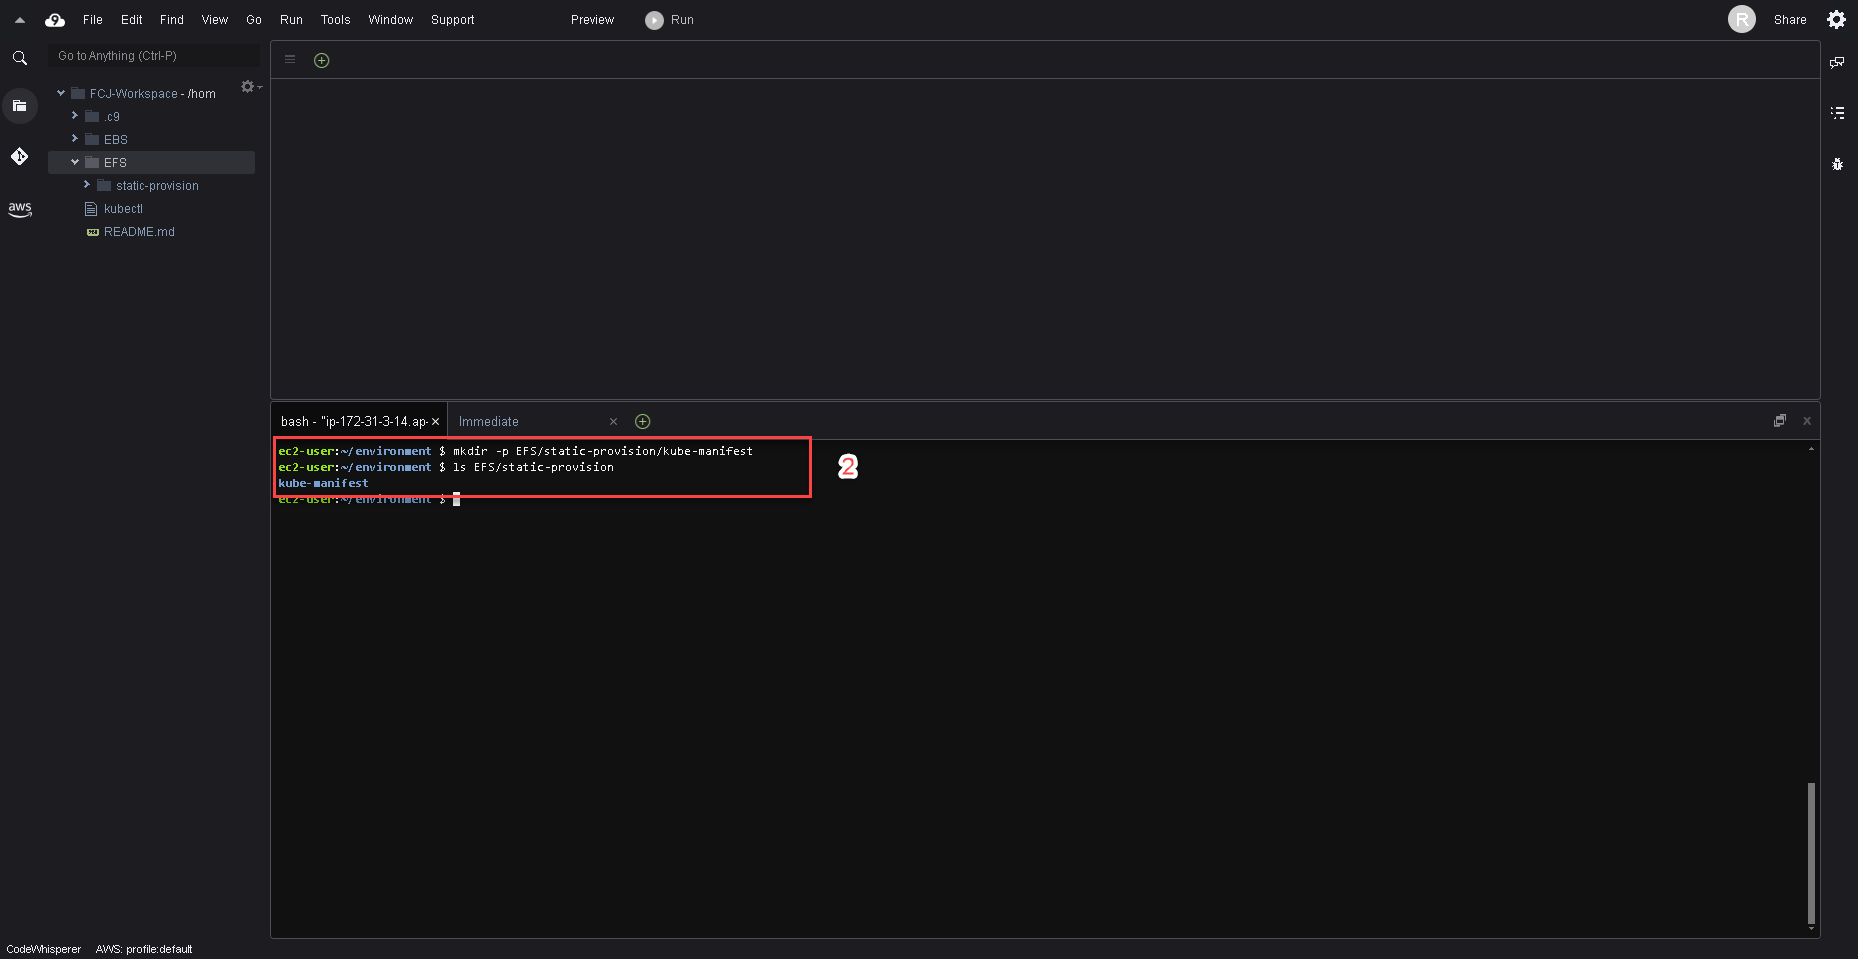 File Edit Find View Go Run Tools Window Support Preview Run R Share
Go to Anything (Ctrl-P)
FCJ-Workspace - /hom
.c9
EBS
EFS
static-provision
kubectl
README.md
aws
bash - "ip-172-31-3-14.ap- Immediate
ec2-user:~/environment $ mkdir -p EFS/static-provision/kube-manifest
ec2-user:~/environment $ ls EFS/static-provision
kube-manifest
ec2-user:~/environment $
2
CodeWhisperer AWS: profile:default